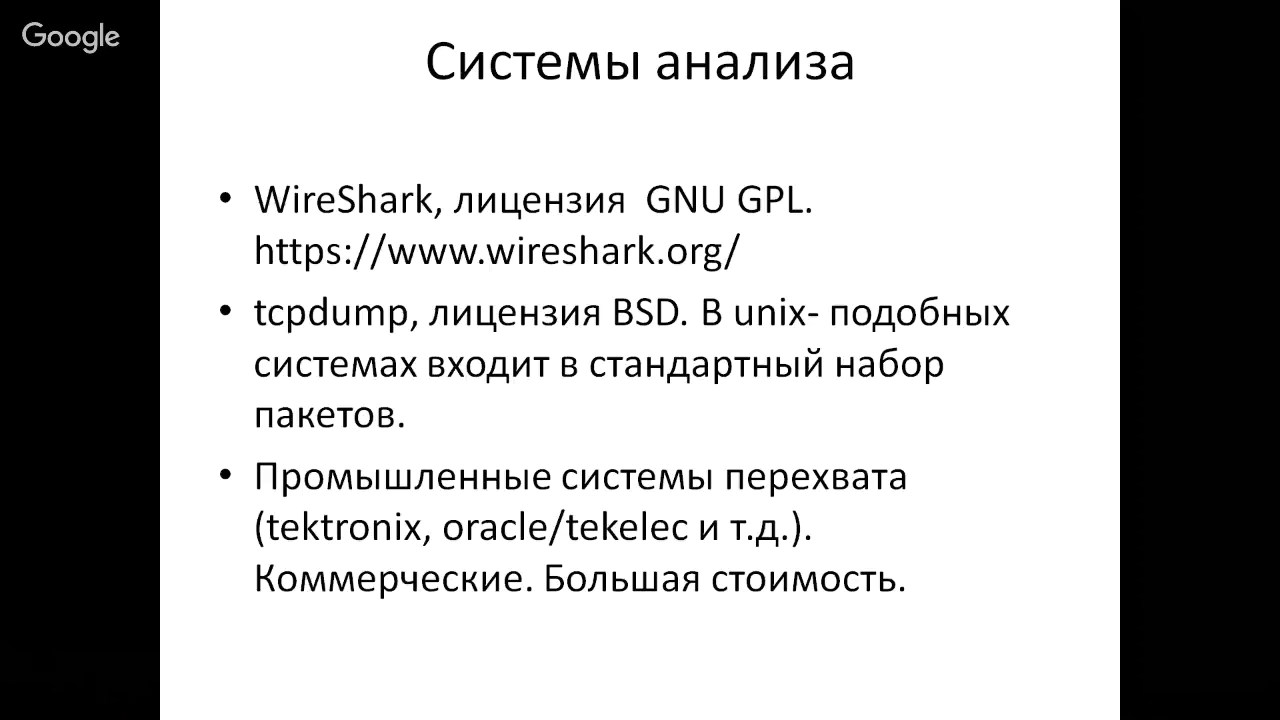 Google
Системы анализа
• WireShark, лицензия  GNU GPL.
https://www.wireshark.org/
• tcpdump, лицензия BSD. В unix- подобных
системах входит в стандартный набор
пакетов.
• Промышленные системы перехвата
(tektronix, oracle/tekelec и т.д.).
Коммерческие. Большая стоимость.